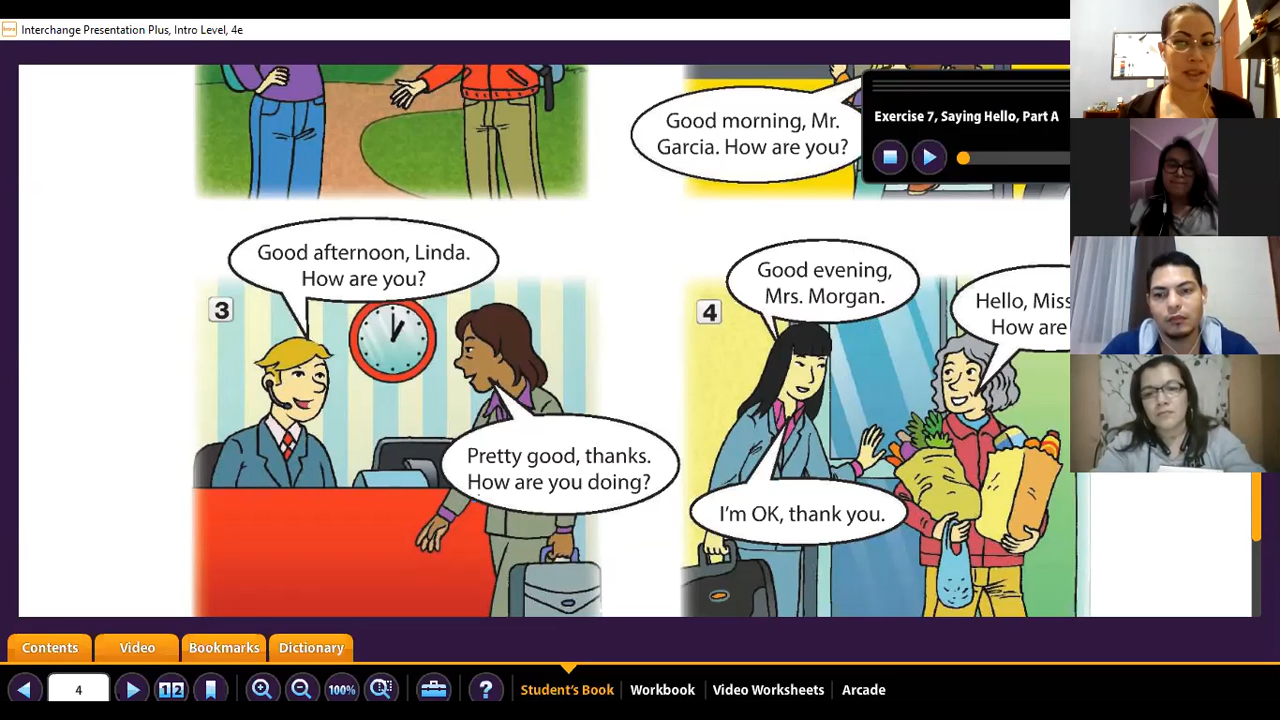 Interchange Presentation Plus, Intro Level, 4e
Good morning, Mr.
Garcia. How are you?
Exercise 7, Saying Hello, Part A
Good afternoon, Linda.
How are you?
3
Pretty good, thanks.
How are you doing?
4
Good evening,
Mrs. Morgan.
Hello, Miss
How are
I'm OK, thank you.
Contents
Video
Bookmarks
Dictionary
4
12
100%
?
Student's Book
Workbook
Video Worksheets
Arcade